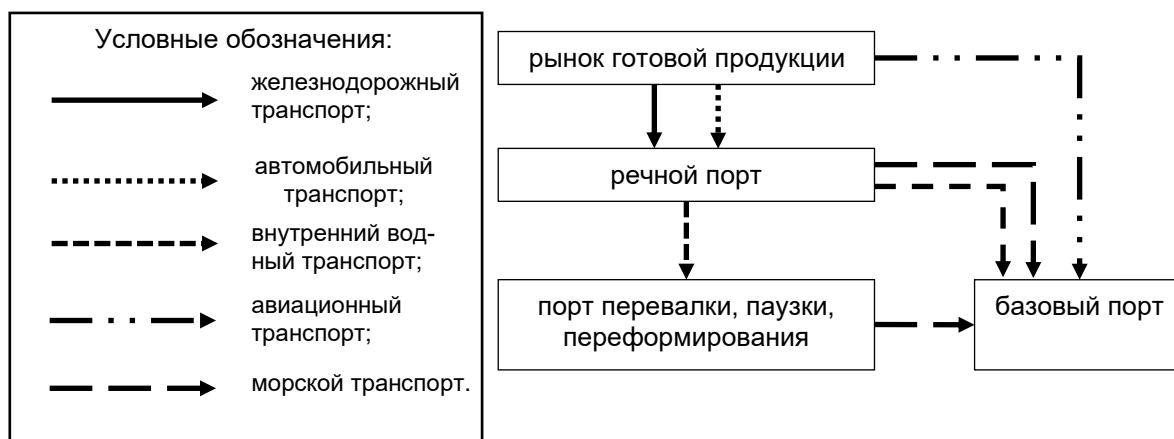 Условные обозначения:
железнодорожный
транспорт;
автомобильный
транспорт;
внутренний вод-
ный транспорт;
авиационный
транспорт;
морской транспорт.
рынок готовой продукции
речной порт
порт перевалки, паузки,
переформирования
базовый порт